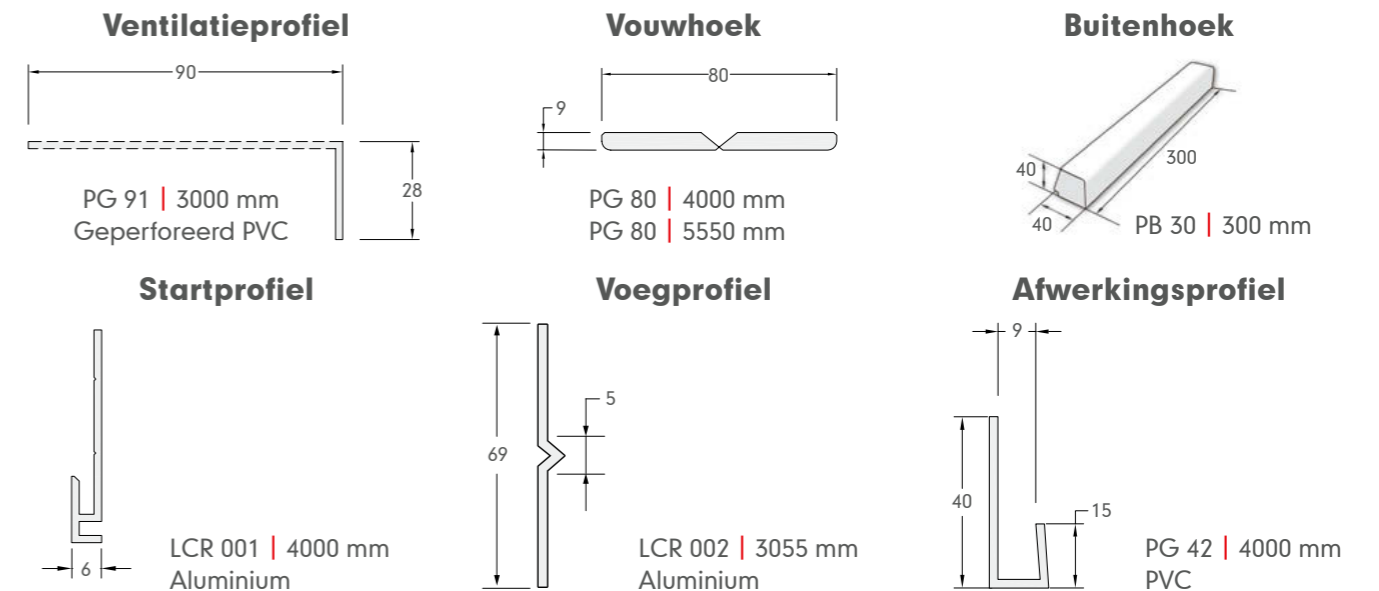 Ventilatieprofiel
90
28
PG 91 | 3000 mm
Geperforeerd PVC
Vouwhoek
80
9
PG 80 | 4000 mm
PG 80 | 5550 mm
Buitenhoek
300
40
40
PB 30 | 300 mm
Startprofiel
6
LCR 001 | 4000 mm
Aluminium
Voegprofiel
5
69
LCR 002 | 3055 mm
Aluminium
Afwerkingsprofiel
9
40
15
PG 42 | 4000 mm
PVC